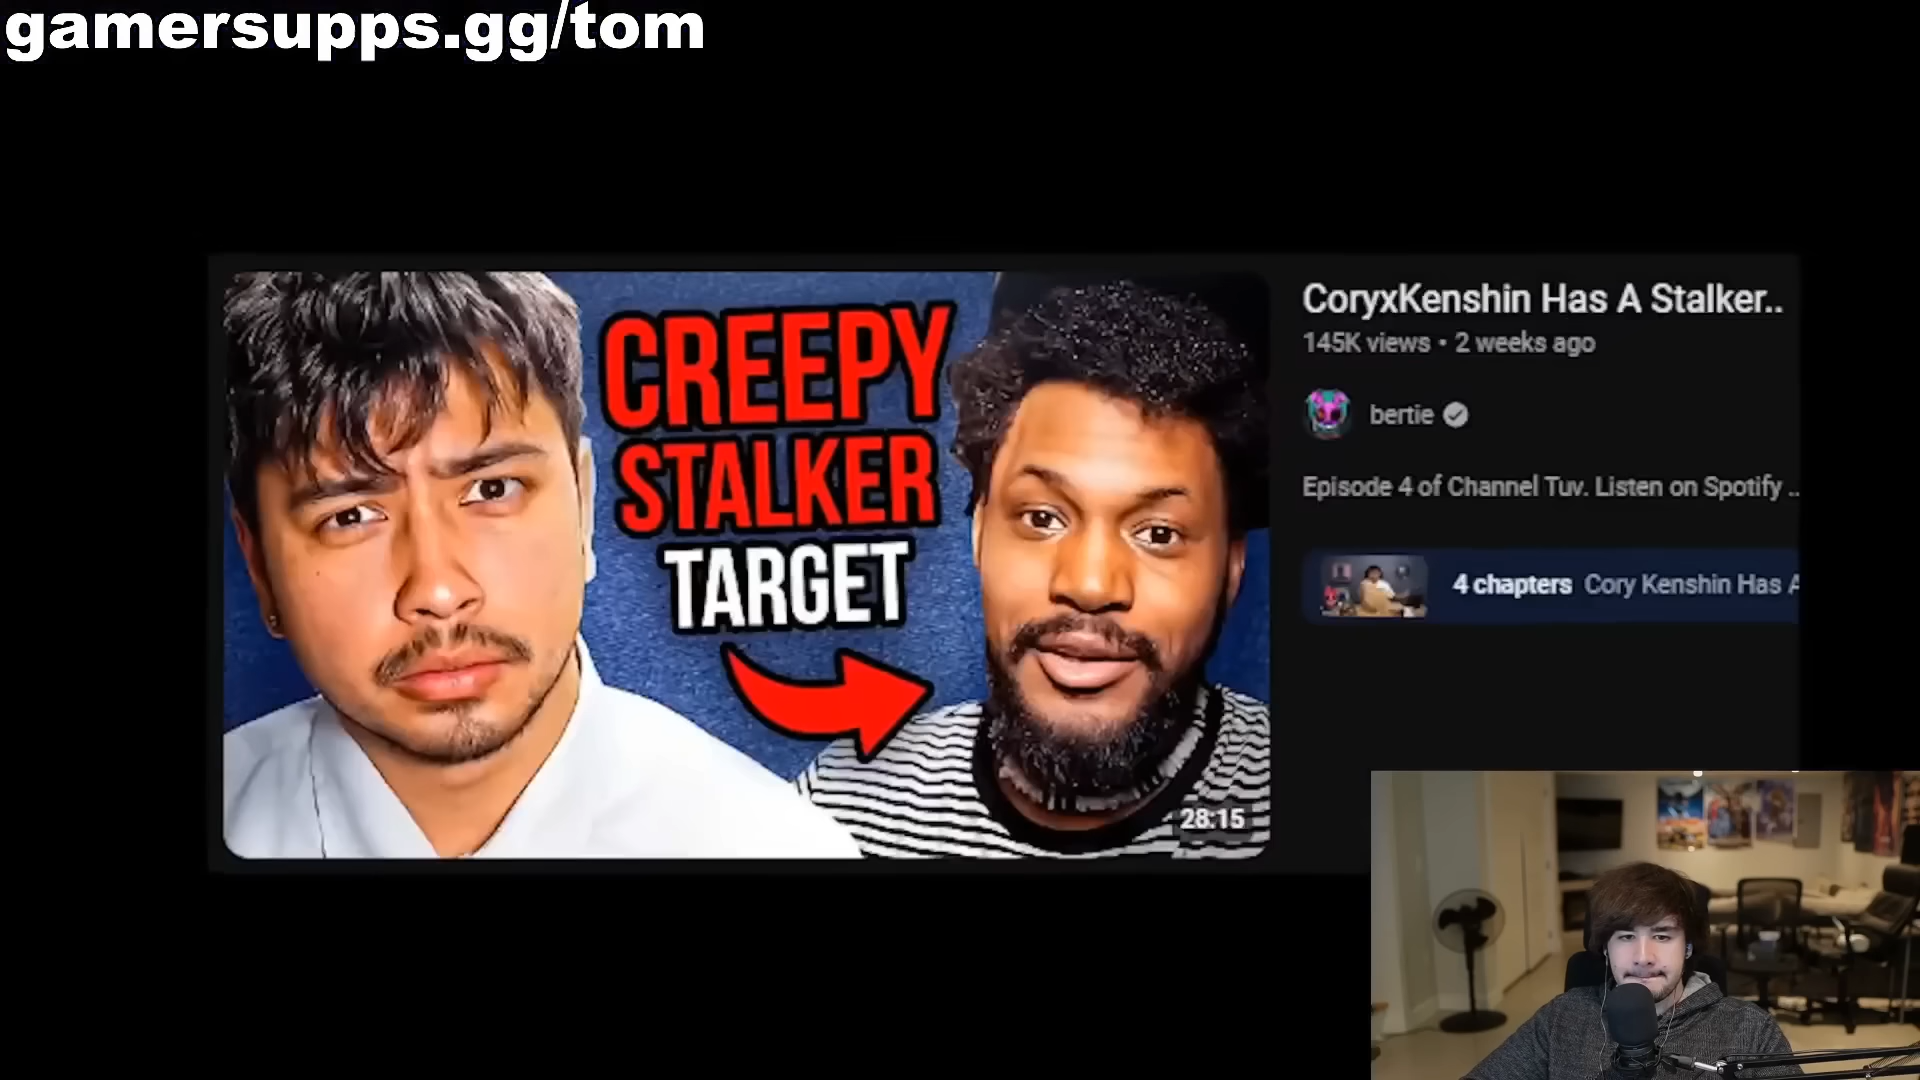 gamersupps.gg/tom
CREEPY
STALKER
TARGET
28:15
CoryxKenshin Has A Stalker..
145K views • 2 weeks ago
bertie
Episode 4 of Channel Tuv. Listen on Spotify ..
4 chapters Cory Kenshin Has A